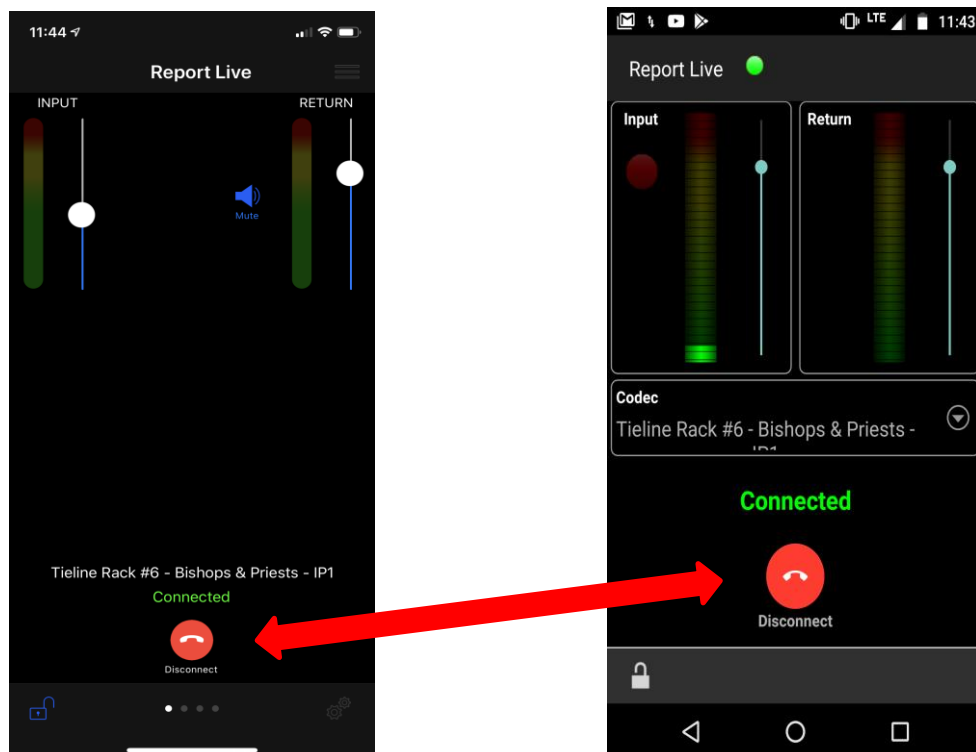 11:44
Report Live
INPUT
RETURN
Mute
Tieline Rack #6 - Bishops & Priests - IP1
Connected
Disconnect
LTE 11:43
Report Live
Input
Return
Codec
Tieline Rack #6 - Bishops & Priests -
Connected
Disconnect